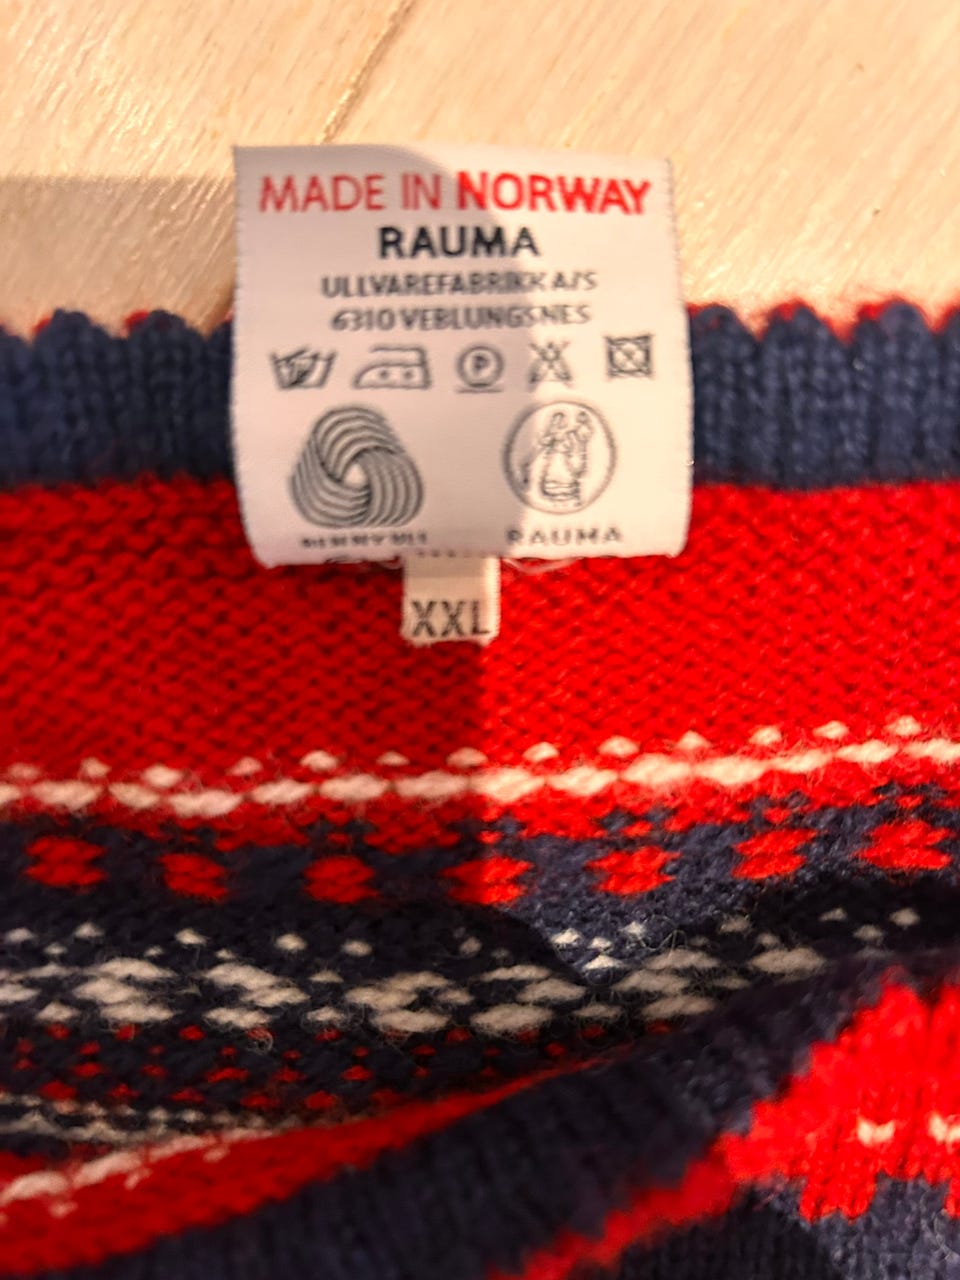 MADE IN NORWAY
RAUMA
ULLVAREFABRIKK A/S
6310 VEBLUNGSNES
P
RAUMA
XXL